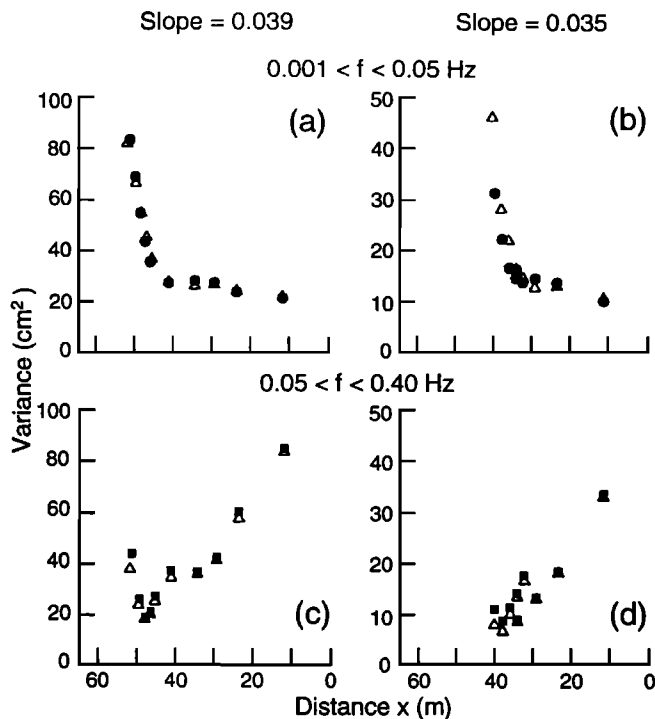 Slope = 0.039
Slope = 0.035
0.001 < f < 0.05 Hz
100
80
60
40
20
0
(a)
50
40
30
20
10
0
(b)
Variance (cm²)
0.05 < f < 0.40 Hz
100
80
60
40
20
0
(c)
50
40
30
20
10
0
(d)
60 40 20 0
60 40 20 0
Distance x (m)